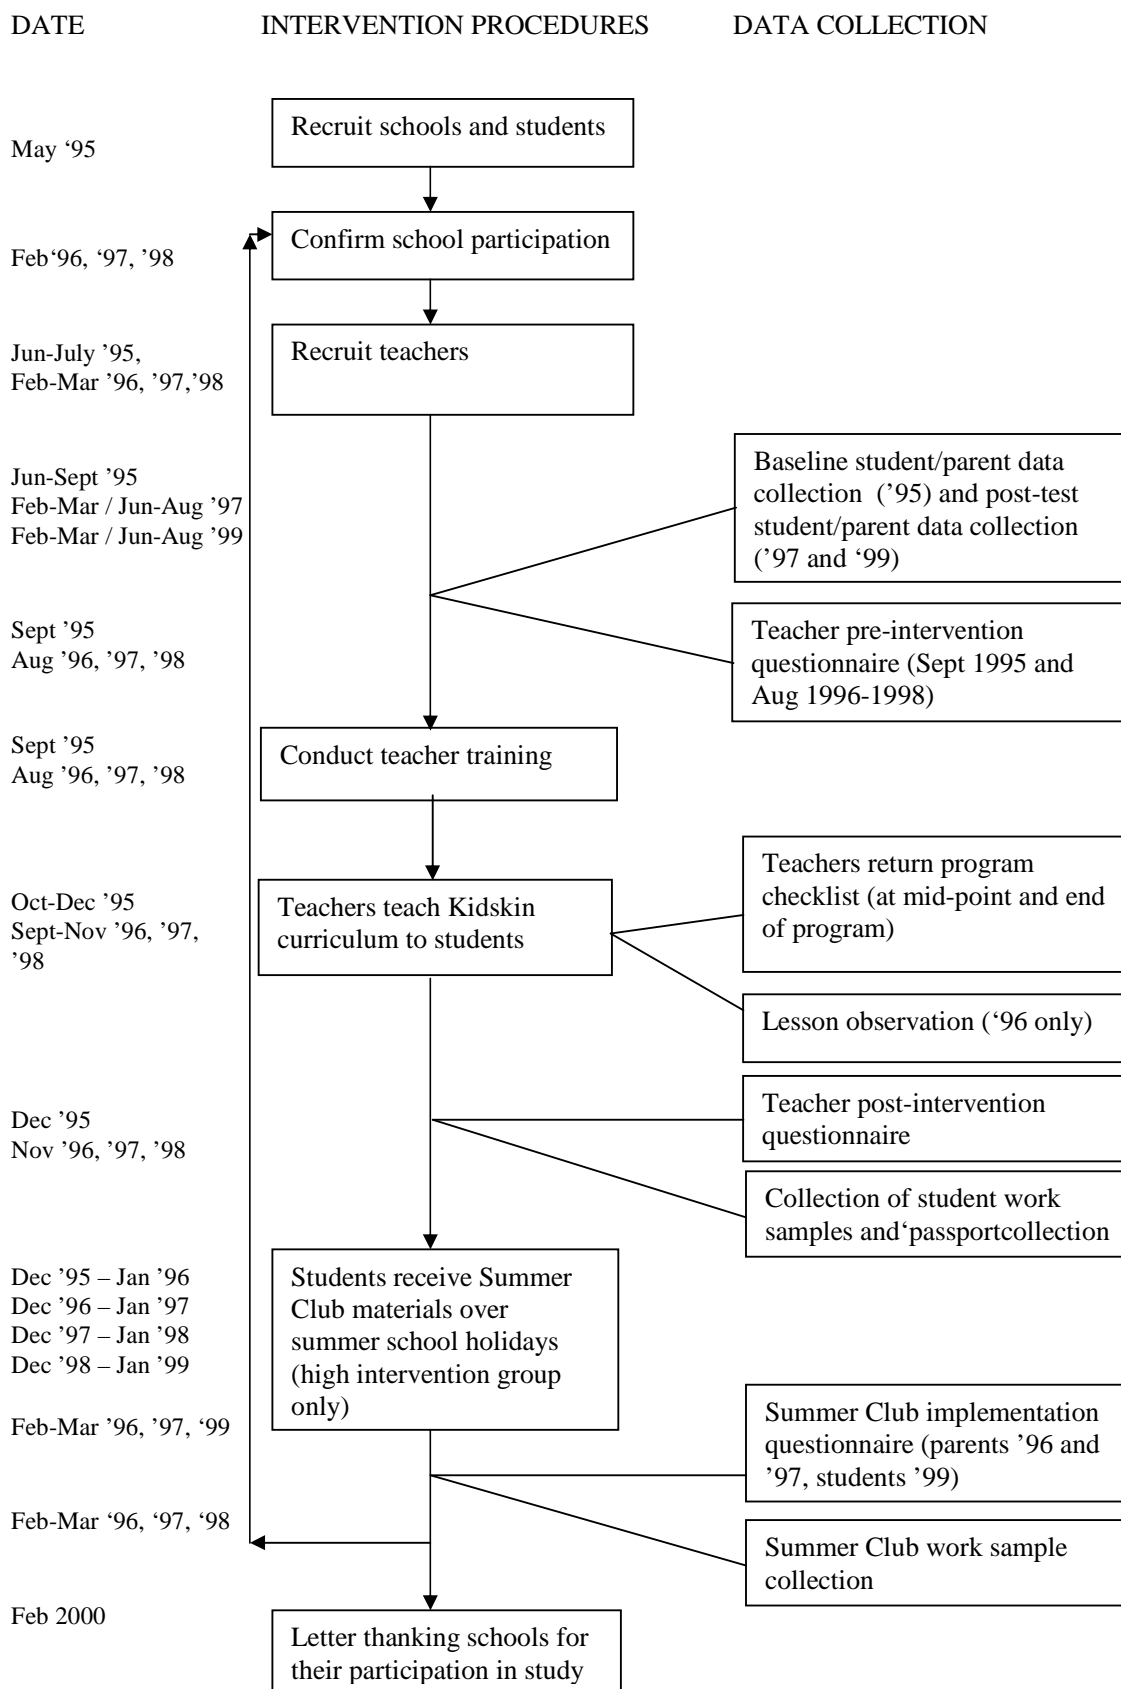 DATE INTERVENTION PROCEDURES DATA COLLECTION
Recruit schools and students
May ‘95
Confirm school participation
Feb‘96, ‘97, ’98
Recruit teachers
Jun-July ’95,
Feb-Mar ’96, ’97,’98
Jun-Sept ’95
Feb-Mar / Jun-Aug ’97
Feb-Mar / Jun-Aug ’99
Baseline student/parent data
collection (’95) and post-test
student/parent data collection
(’97 and ‘99)
Sept ’95
Aug ’96, ’97, ’98
Teacher pre-intervention
questionnaire (Sept 1995 and
Aug 1996-1998)
Sept ’95
Aug ’96, ’97, ’98
Conduct teacher training
Oct-Dec ’95
Sept-Nov ’96, ’97,
’98
Teachers teach Kidskin
curriculum to students
Teachers return program
checklist (at mid-point and end
of program)
Lesson observation (‘96 only)
Dec ’95
Nov ’96, ’97, ’98
Teacher post-intervention
questionnaire
Collection of student work
samples and‘passportcollection
Dec ’95 – Jan ’96
Dec ’96 – Jan ’97
Dec ’97 – Jan ’98
Dec ’98 – Jan ’99
Students receive Summer
Club materials over
summer school holidays
(high intervention group
only)
Feb-Mar ’96, ’97, ‘99
Summer Club implementation
questionnaire (parents ’96 and
’97, students ’99)
Feb-Mar ‘96, ‘97, ‘98
Summer Club work sample
collection
Feb 2000
Letter thanking schools for
their participation in study